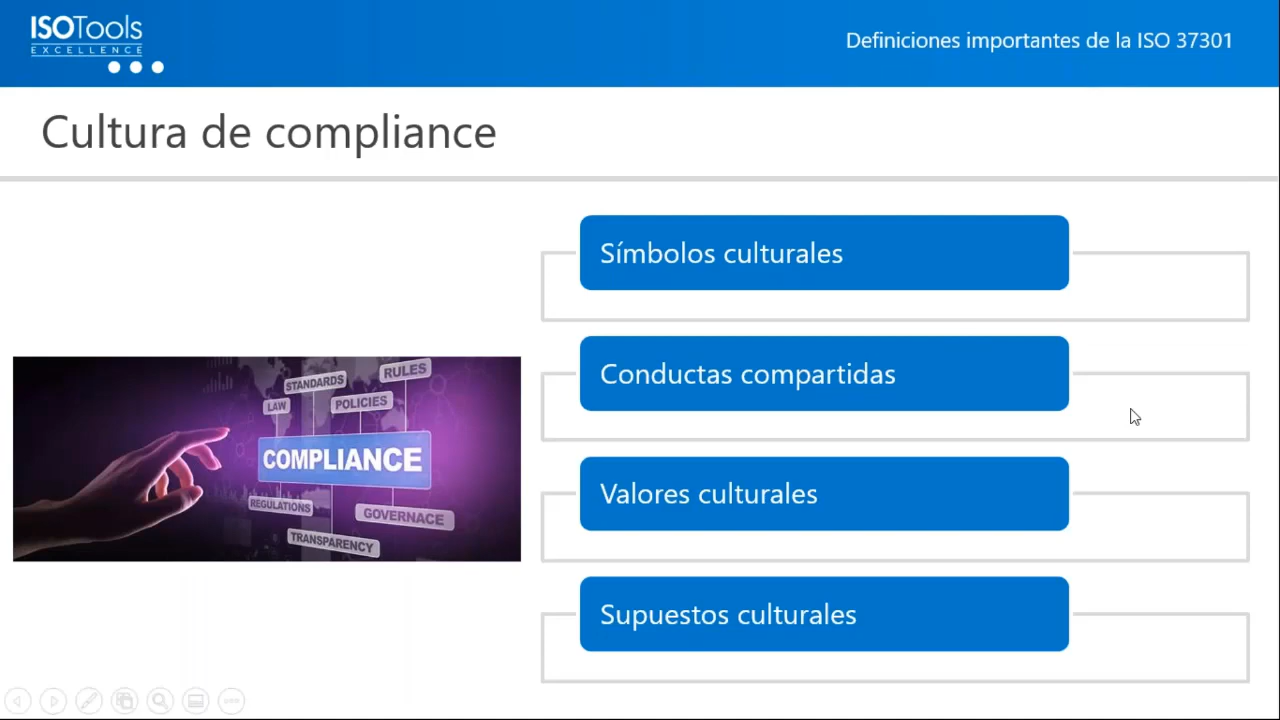 ISOTools
EXCELLENCE
Definiciones importantes de la ISO 37301
Cultura de compliance
Símbolos culturales
Conductas compartidas
Valores culturales
Supuestos culturales
STANDARDS
RULES
LAW
POLICIES
COMPLIANCE
REGULATIONS
GOVERNACE
TRANSPARENCY